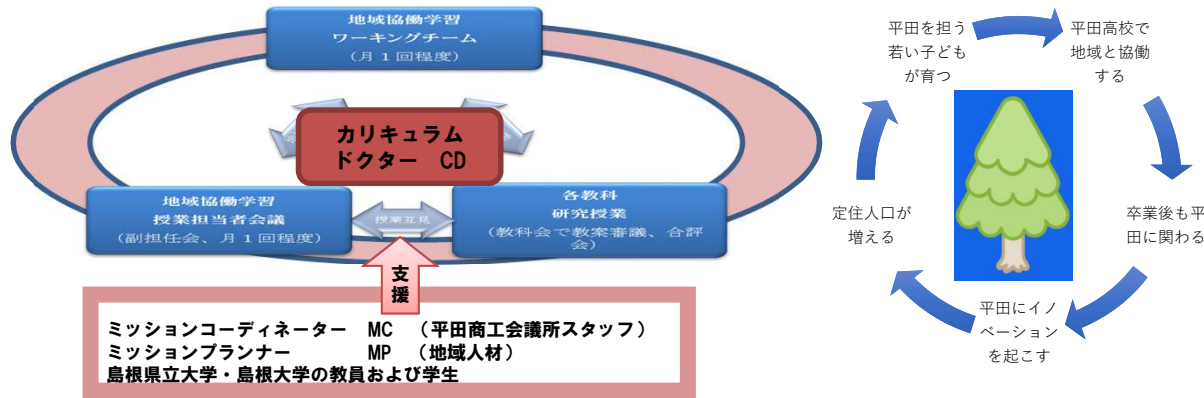 地域協働学習
ワーキングチーム
(月1回程度)
カリキュラム
ドクター　CD
地域協働学習
授業担当者会議
(副担任会、月1回程度)
授業互見
各教科
研究授業
(教科会で教案審議、合評
会)
支
援
ミッションコーディネーター　MC　(平田商工会議所スタッフ)
ミッションプランナー　MP　(地域人材)
島根県立大学・島根大学の教員および学生
平田を担う
若い子ども
が育つ
平田高校で
地域と協働
する
卒業後も平
田に関わる
平田にイノ
ベーション
を起こす
定住人口が
増える